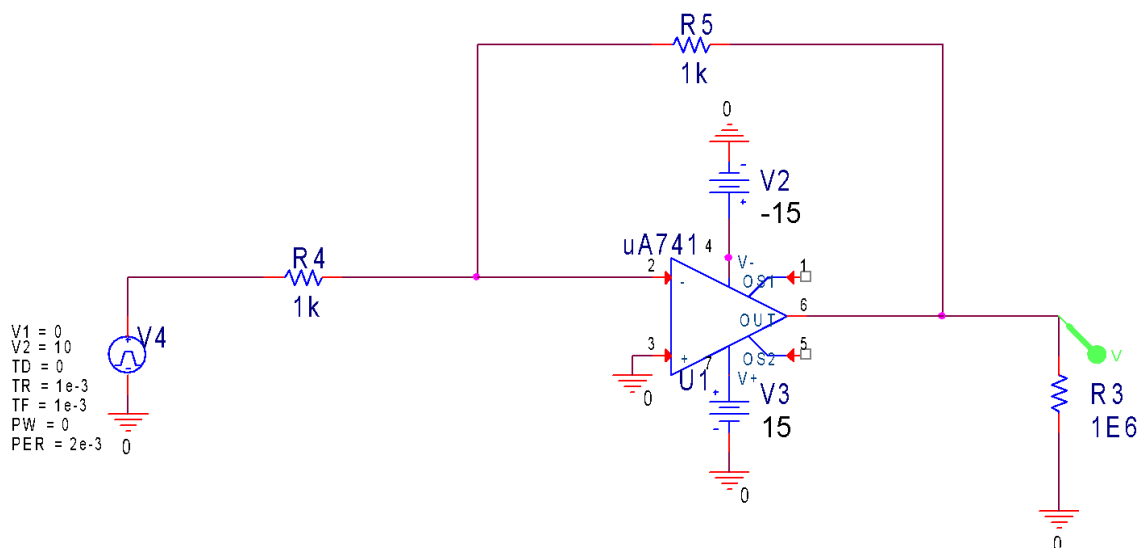 R5
1k
0
-
V2
+
-15
uA741
4
R4
1k
2
-
V-
1
OS1
6
OUT
3
+
7
5
OS2
U1
V+
0
V1 = 0
V2 = 10
TD = 0
TR = 1e-3
TF = 1e-3
PW = 0
PER = 2e-3
+
V4
-
0
+
V3
-
15
0
V
R3
1E6
0